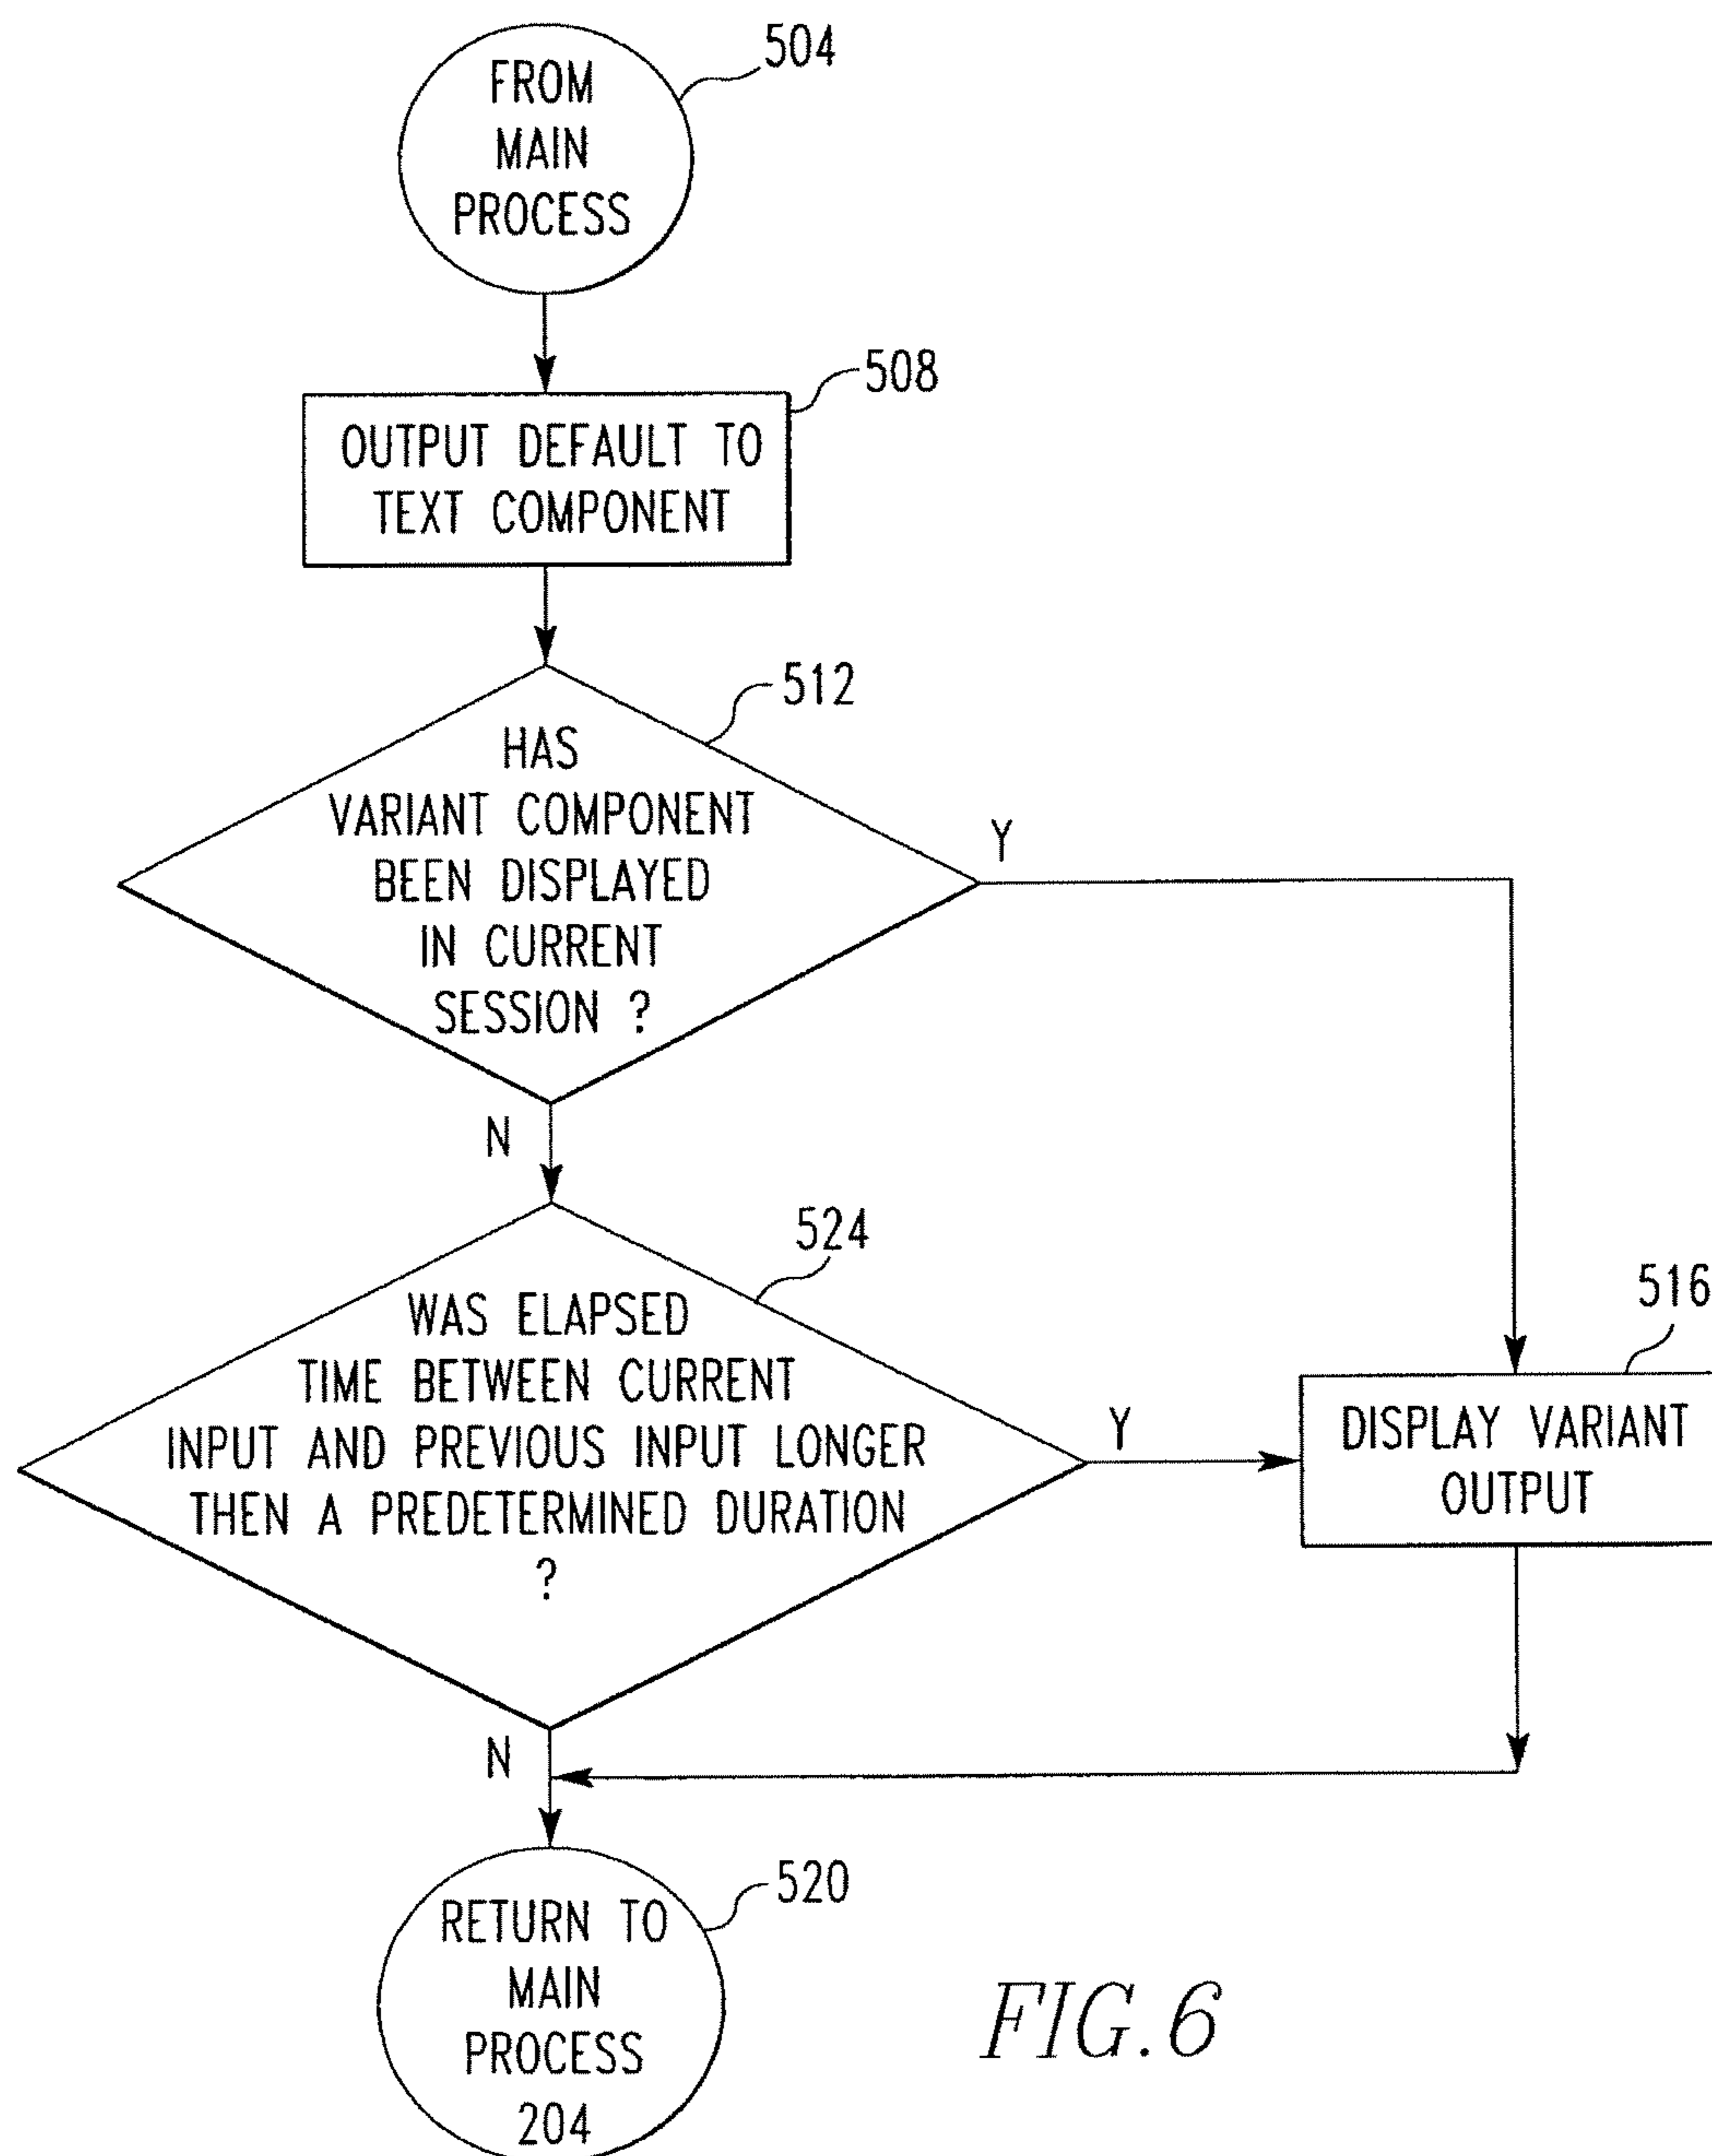 504
FROM
MAIN
PROCESS
508
OUTPUT DEFAULT TO
TEXT COMPONENT
512
HAS
VARIANT COMPONENT
BEEN DISPLAYED
IN CURRENT
SESSION ?
Y
N
524
WAS ELAPSED
TIME BETWEEN CURRENT
INPUT AND PREVIOUS INPUT LONGER
THEN A PREDETERMINED DURATION
?
Y
516
DISPLAY VARIANT
OUTPUT
N
520
RETURN TO
MAIN
PROCESS
204
FIG.6